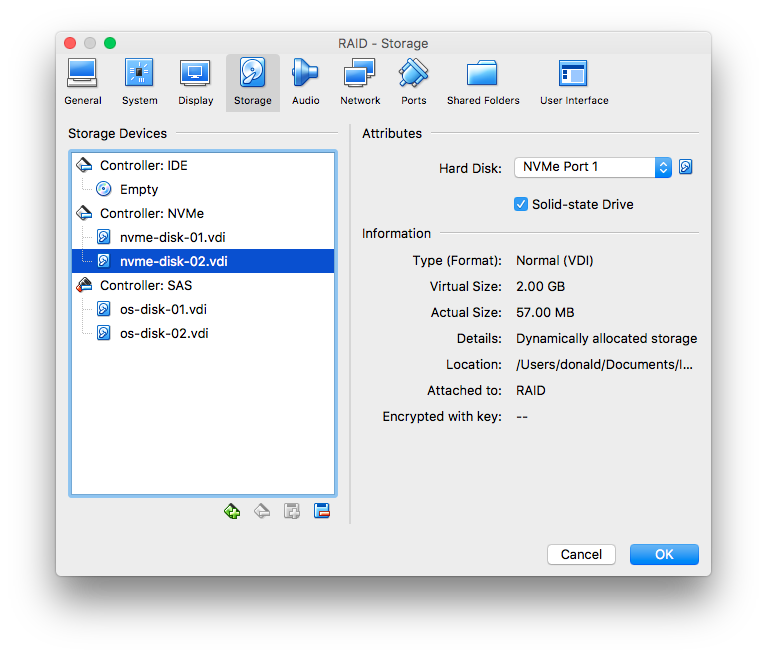 RAID - Storage
General System Display Storage Audio Network Ports Shared Folders User Interface
Storage Devices
Controller: IDE
Empty
Controller: NVMe
nvme-disk-01.vdi
nvme-disk-02.vdi
Controller: SAS
os-disk-01.vdi
os-disk-02.vdi
Attributes
Hard Disk: NVMe Port 1
Solid-state Drive
Information
Type (Format): Normal (VDI)
Virtual Size: 2.00 GB
Actual Size: 57.00 MB
Details: Dynamically allocated storage
Location: /Users/donald/Documents/I...
Attached to: RAID
Encrypted with key: --
Cancel OK